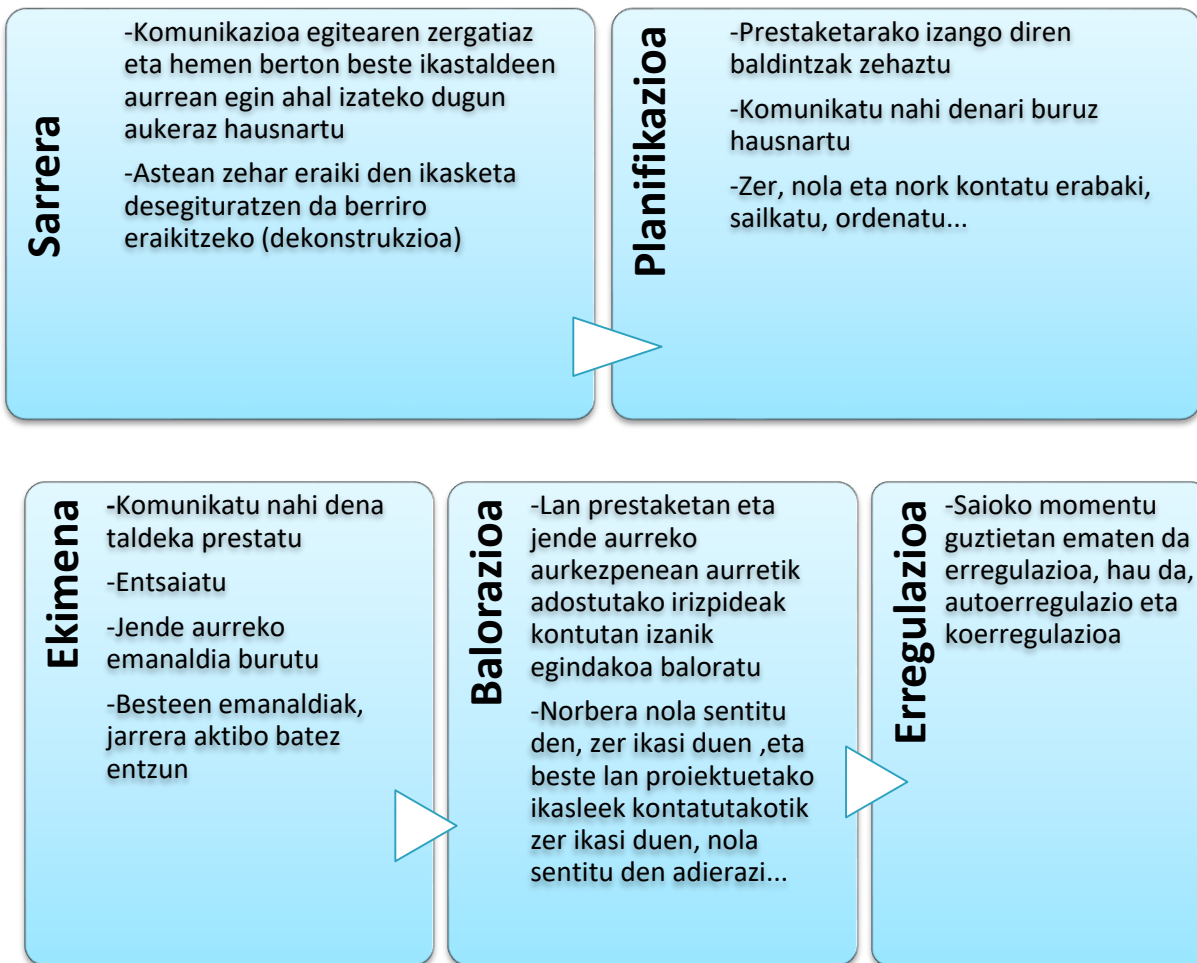 Sarrera
-Komunikazioa egitearen zergatiaz
eta hemen berton beste ikastaldeen
aurrean egin ahal izateko dugun
aukeraz hausnartu
-Astean zehar eraiki den ikasketa
desegituratzen da berriro
eraikitzeko (dekonstrukzioa)
Planifikazioa
-Prestaketarako izango diren
baldintzak zehaztu
-Komunikatu nahi denari buruz
hausnartu
-Zer, nola eta nork kontatu erabaki,
sailkatu, ordenatu...
Ekimena
-Komunikatu nahi dena
taldeka prestatu
-Entsaiatu
-Jende aurreko
emanaldia burutu
-Besteen emanaldiak,
jarrera aktibo batez
entzun
Balorazioa
-Lan prestaketan eta
jende aurreko
aurkezpenean aurretik
adostutako irizpideak
kontutan izanik
egindakoa baloratu
-Norbera nola sentitu
den, zer ikasi duen ,eta
beste lan proiektuetako
ikasleek kontatutakotik
zer ikasi duen, nola
sentitu den adierazi...
Erregulazioa
-Saioko momentu
guztietan ematen da
erregulazioa, hau da,
autoerregulazio eta
koerregulazioa